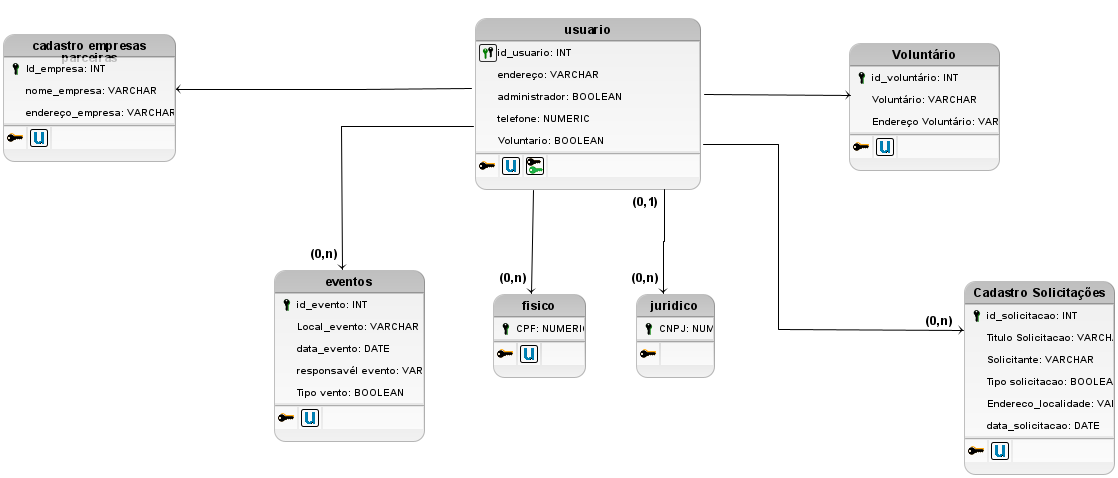 cadastro empresas
parceiras
Id_empresa: INT
nome_empresa: VARCHAR
endereço_empresa: VARCHAR
U
usuario
id_usuario: INT
endereço: VARCHAR
administrador: BOOLEAN
telefone: NUMERIC
Voluntario: BOOLEAN
U
Voluntário
id_voluntário: INT
Voluntário: VARCHAR
Endereço Voluntário: VAR
U
(0,1)
(0,n)
(0,n)
(0,n)
(0,n)
eventos
id_evento: INT
Local_evento: VARCHAR
data_evento: DATE
responsavél evento: VAR
Tipo vento: BOOLEAN
U
fisico
CPF: NUMERI
U
juridico
CNPJ: NUM
Cadastro Solicitações
id_solicitacao: INT
Titulo Solicitacao: VARCH
Solicitante: VARCHAR
Tipo solicitacao: BOOLEA
Endereco_localidade: VA
data_solicitacao: DATE
U